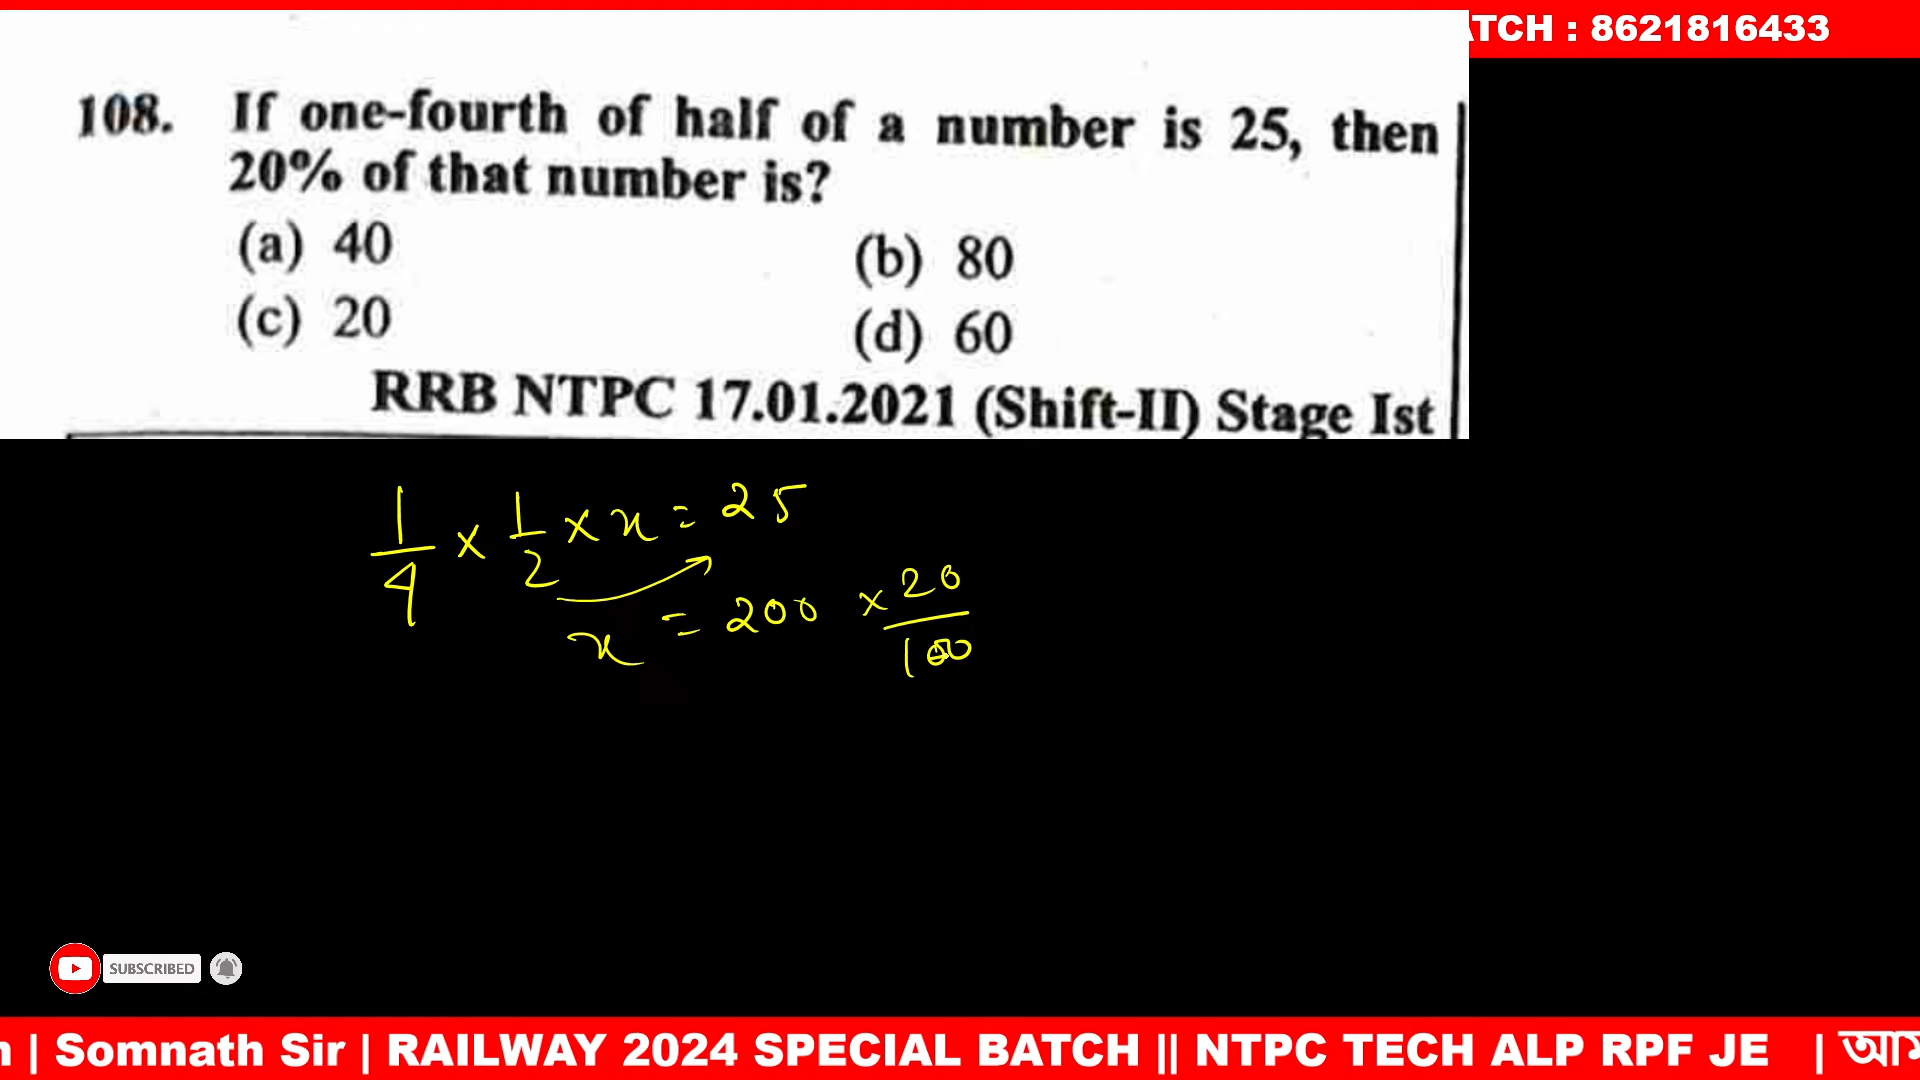 ATCH : 8621816433
108. If one-fourth of half of a number is 25, then
20% of that number is?
(a) 40 (b) 80
(c) 20 (d) 60
RRB NTPC 17.01.2021 (Shift-II) Stage Ist
1/4 × 1/2 × x = 25
x = 200 × 20/100
SUBSCRIBED
| Somnath Sir | RAILWAY 2024 SPECIAL BATCH || NTPC TECH ALP RPF JE |